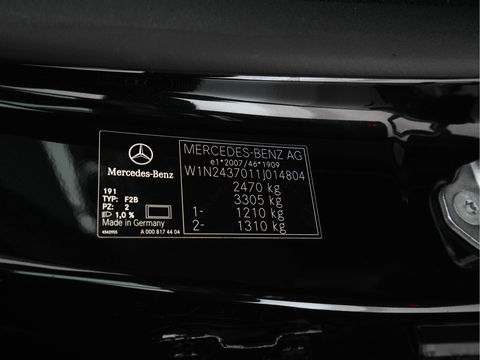 Mercedes-Benz
191
TYP: F2B
PZ: 2
1,0 %
Made in Germany
4542955 A 000 817 44 04
MERCEDES-BENZ AG
e1*2007/46*1909
W1N2437011J014804
2470 kg
3305 kg
1- 1210 kg
2- 1310 kg